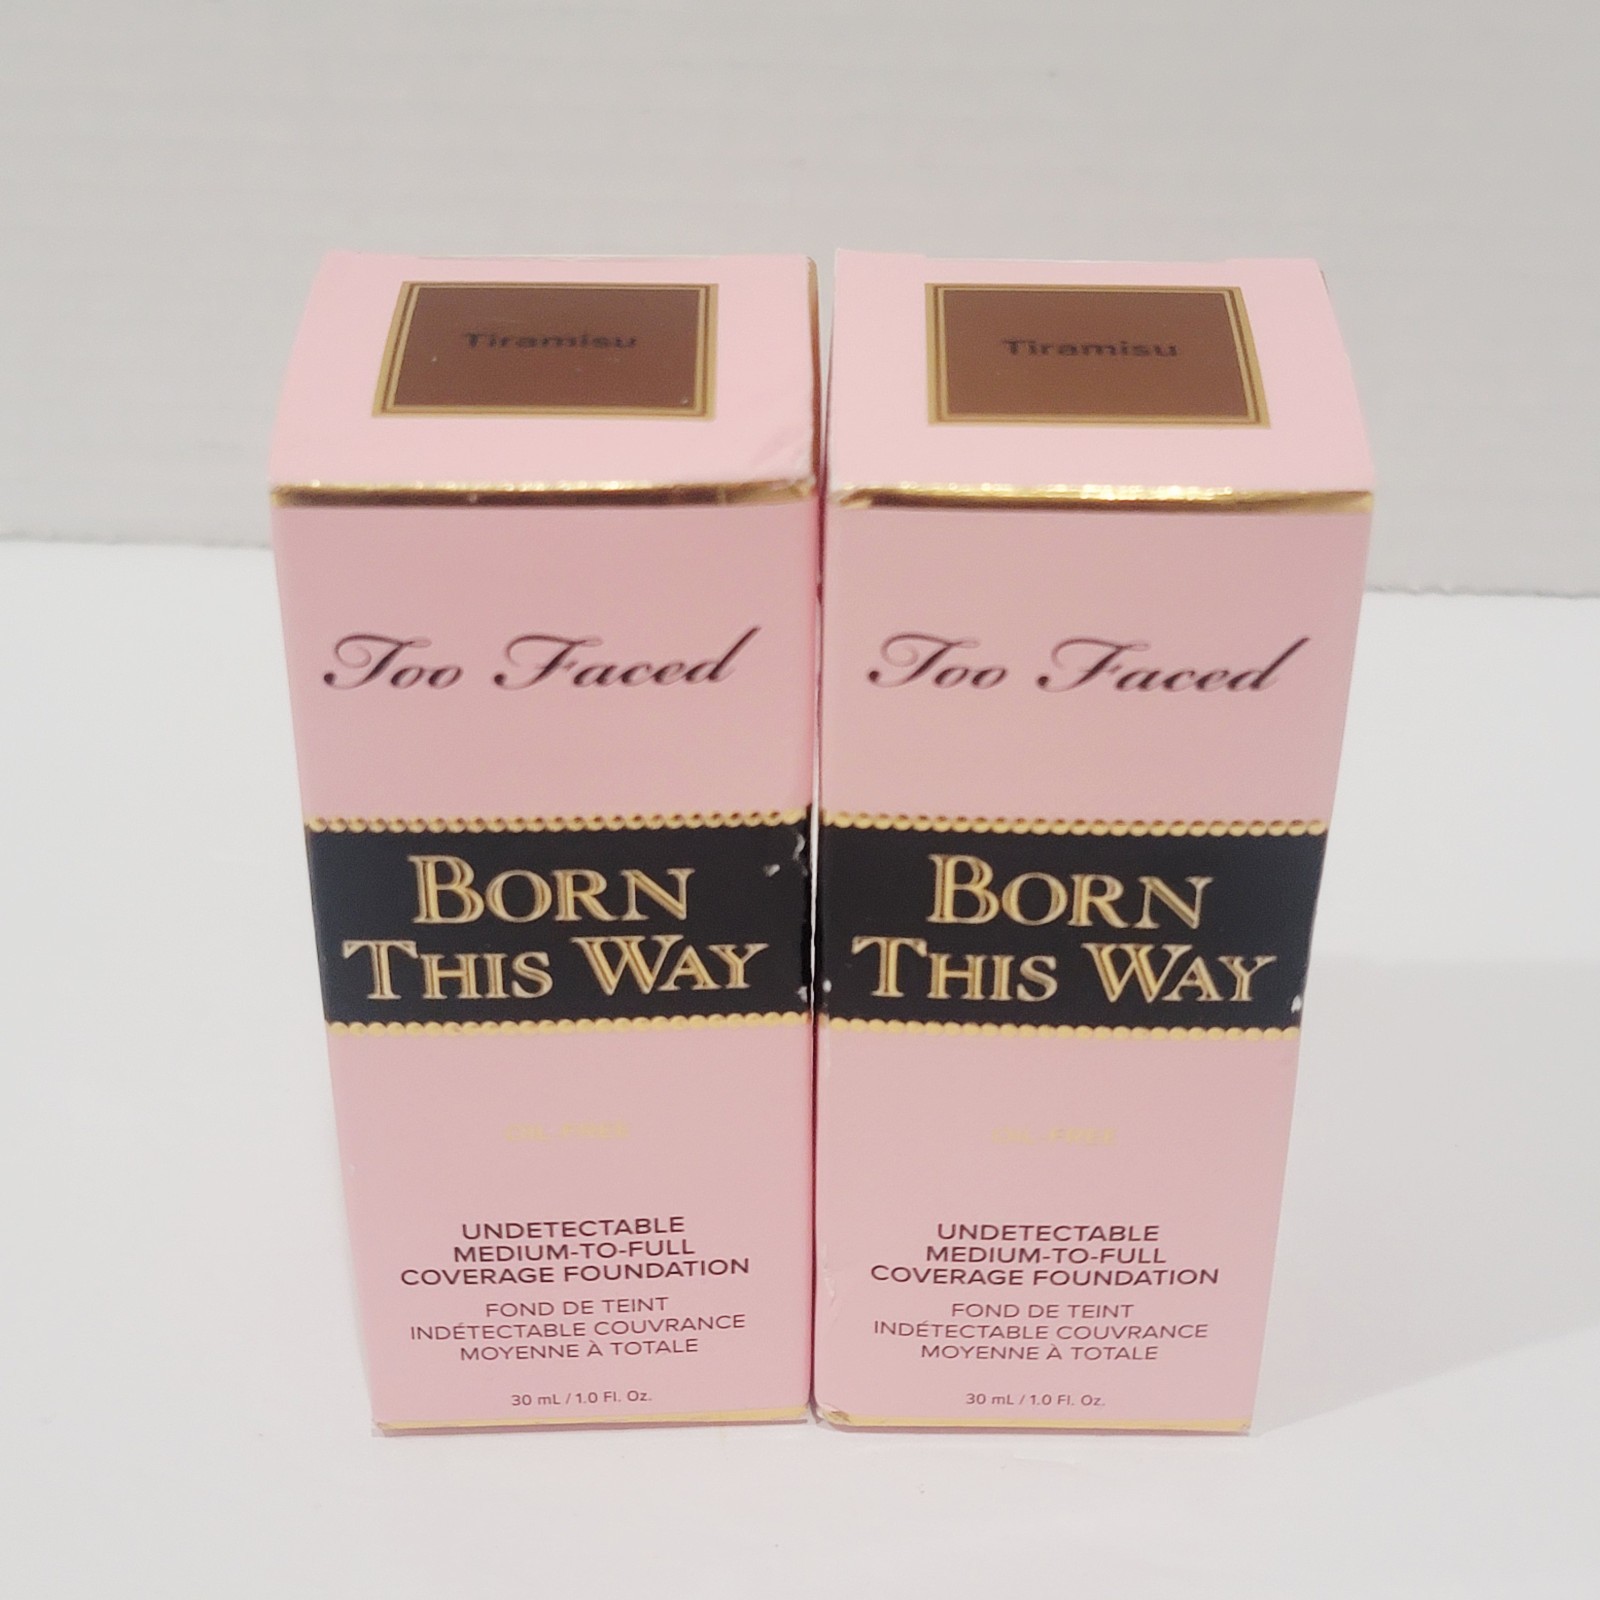 Tiramisu
Too Faced
BORN
THIS WAY
OIL-FREE
UNDETECTABLE
MEDIUM-TO-FULL
COVERAGE FOUNDATION
FOND DE TEINT
INDÉTECTABLE COUVRANCE
MOYENNE À TOTALE
30 mL / 1.0 Fl. Oz.
Tiramisu
Too Faced
BORN
THIS WAY
OIL-FREE
UNDETECTABLE
MEDIUM-TO-FULL
COVERAGE FOUNDATION
FOND DE TEINT
INDÉTECTABLE COUVRANCE
MOYENNE À TOTALE
30 mL / 1.0 Fl. Oz.